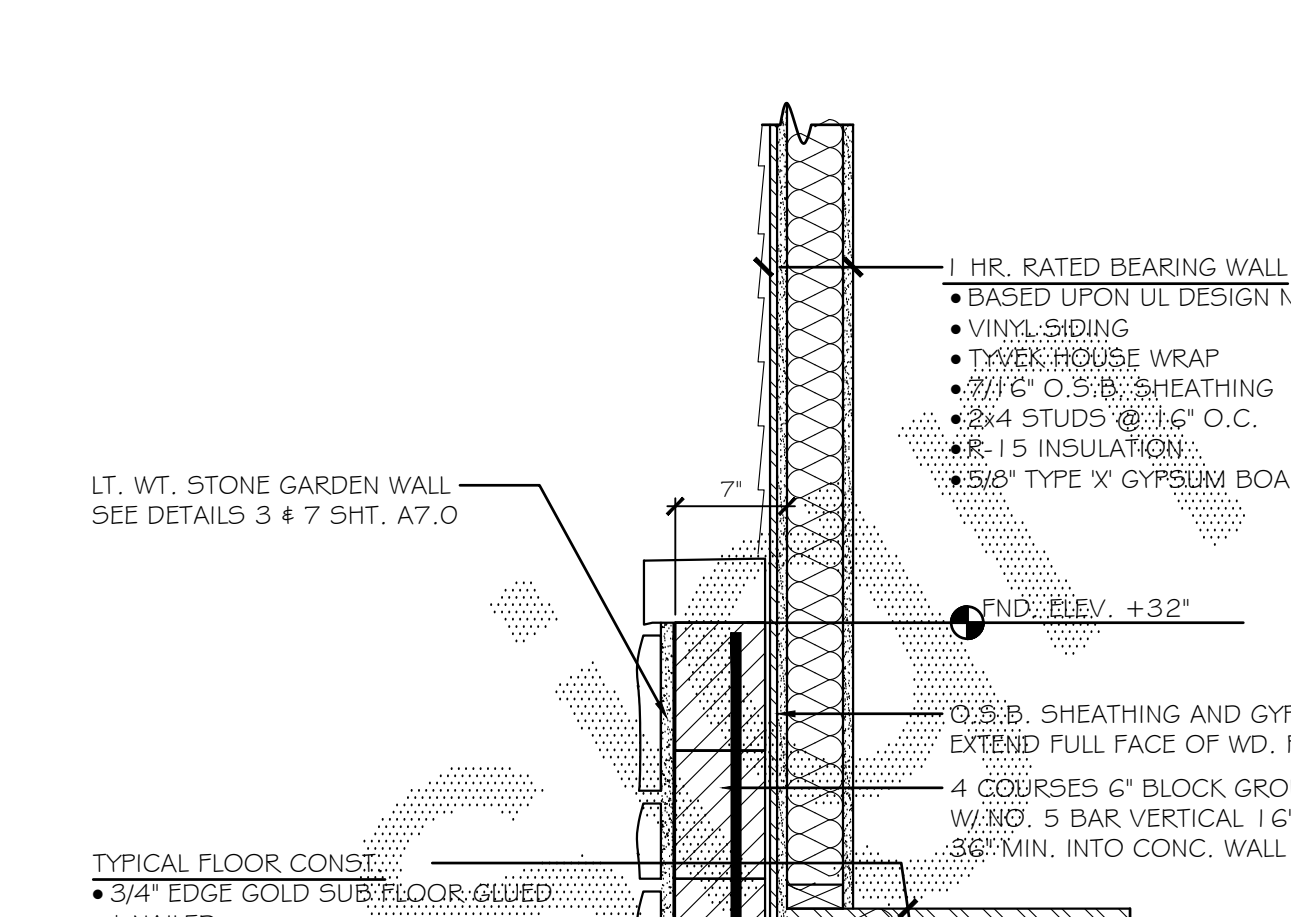 1 HR. RATED BEARING WALL
• BASED UPON UL DESIGN
• VINYL SIDING
• TYVEK HOUSE WRAP
• 7/16" O.S.B. SHEATHING
• 2x4 STUDS @ 16" O.C.
• R-15 INSULATION
• 5/8" TYPE 'X' GYPSUM
LT. WT. STONE GARDEN WALL
SEE DETAILS 3 & 7 SHT. A7.0
7"
FND. ELEV. +32"
O.S.B. SHEATHING AND
EXTEND FULL FACE OF WD.
4 COURSES 6" BLOCK
W/ NO. 5 BAR VERTICAL 16"
36" MIN. INTO CONC. WALL
TYPICAL FLOOR CONST.
• 3/4" EDGE GOLD SUB FLOOR GLUED